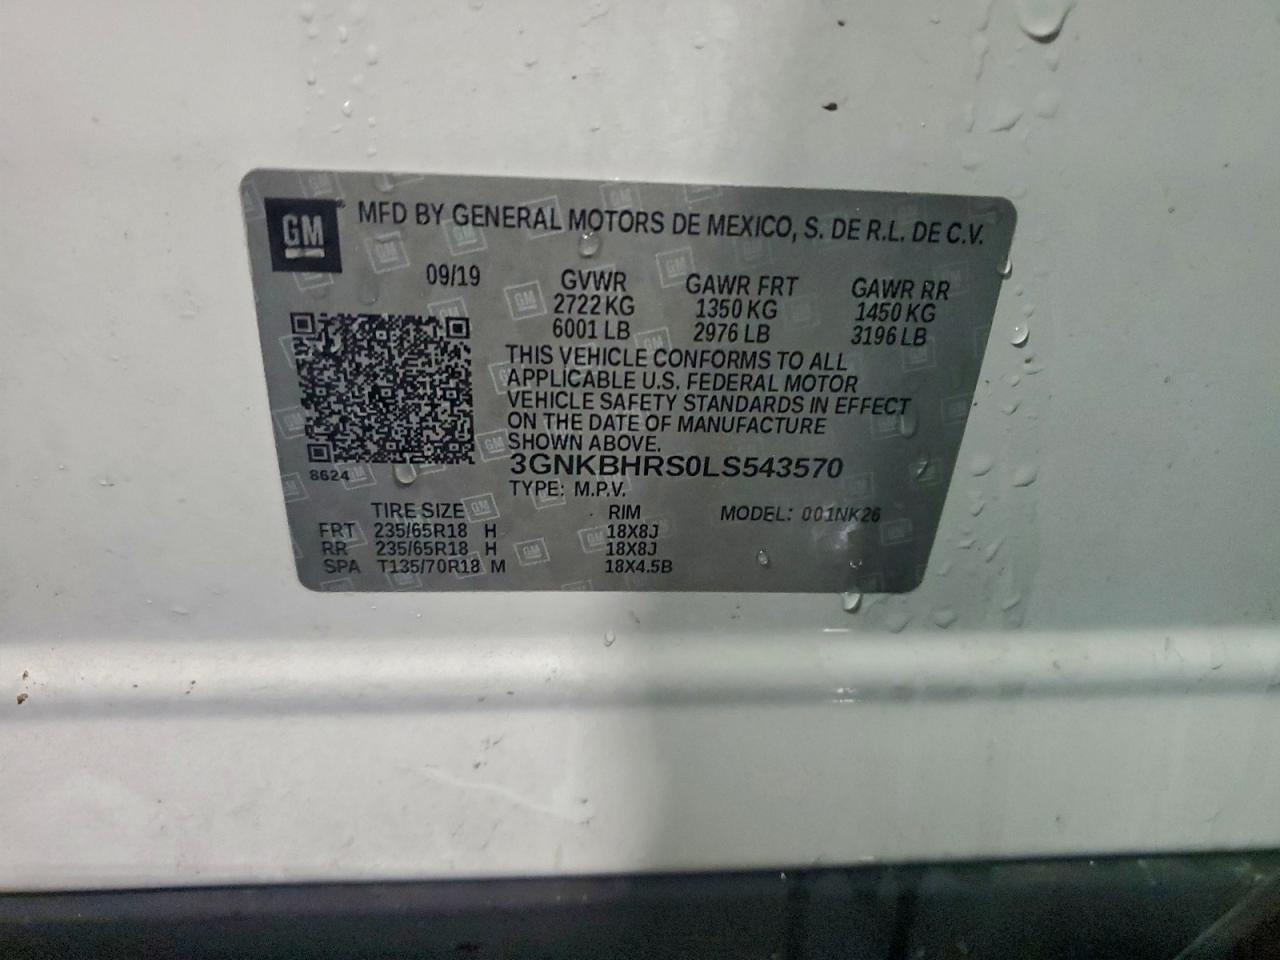 GM MFD BY GENERAL MOTORS DE MEXICO, S. DE R.L. DE C.V.
09/19 GVWR GAWR FRT GAWR RR
2722 KG 1350 KG 1450 KG
6001 LB 2976 LB 3196 LB
THIS VEHICLE CONFORMS TO ALL
APPLICABLE U.S. FEDERAL MOTOR
VEHICLE SAFETY STANDARDS IN EFFECT
ON THE DATE OF MANUFACTURE
SHOWN ABOVE.
3GNKBHRS0LS543570
8624
TYPE: M.P.V.
TIRE SIZE RIM MODEL: 001NK26
FRT 235/65R18 H 18X8J
RR 235/65R18 H 18X8J
SPA T135/70R18 M 18X4.5B